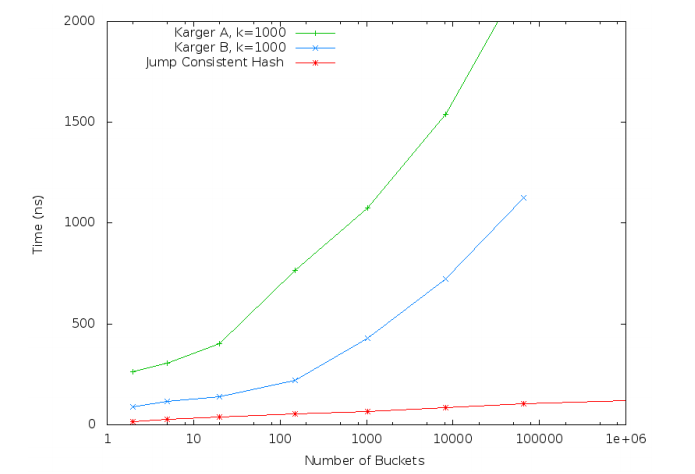 2000
1500
1000
500
0
Time (ns)
Karger A, k=1000
Karger B, k=1000
Jump Consistent Hash
1 10 100 1000 10000 100000 1e+06
Number of Buckets